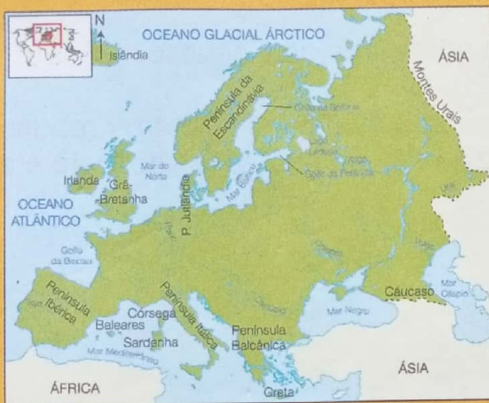 N
OCEANO GLACIAL ÁRCTICO
Islândia
ÁSIA
Montes Urais
Península da
Escandinávia
Mar do
Norte
Irlanda
Grã-
Bretanha
P. Jutlândia
Mar Báltico
OCEANO
ATLÂNTICO
Golfo
da Biscaia
Península
Ibérica
Córsega
Baleares
Sardenha
Península Itálica
Península
Balcânica
Mar Negro
Cáucaso
Mar
Cáspio
Mar Mediterrâneo
ÁFRICA
Creta
ÁSIA